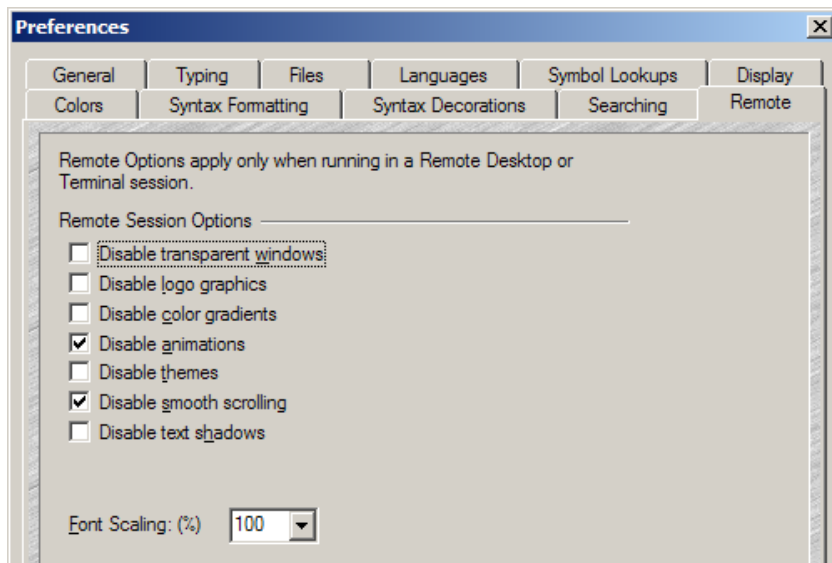 Preferences
General Typing Files Languages Symbol Lookups Display
Colors Syntax Formatting Syntax Decorations Searching Remote
Remote Options apply only when running in a Remote Desktop or
Terminal session.
Remote Session Options
Disable transparent windows
Disable logo graphics
Disable color gradients
Disable animations
Disable themes
Disable smooth scrolling
Disable text shadows
Font Scaling: (%) 100